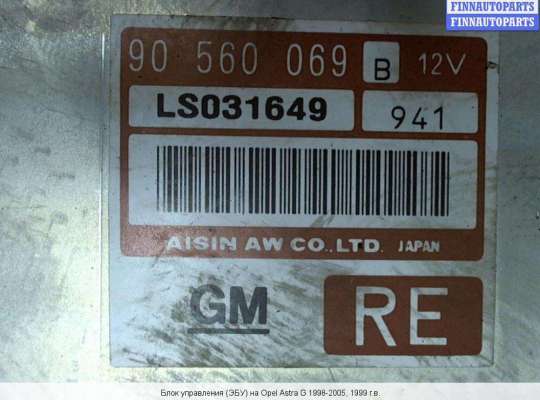 FINNAUTOPARTS
FINNAUTOPARTS
90 560 069 B 12V
LS031649 941
AISIN AW CO.,LTD. JAPAN
GM RE
Блок управления (ЭБУ) на Opel Astra G 1998-2005, 1999 г.в.